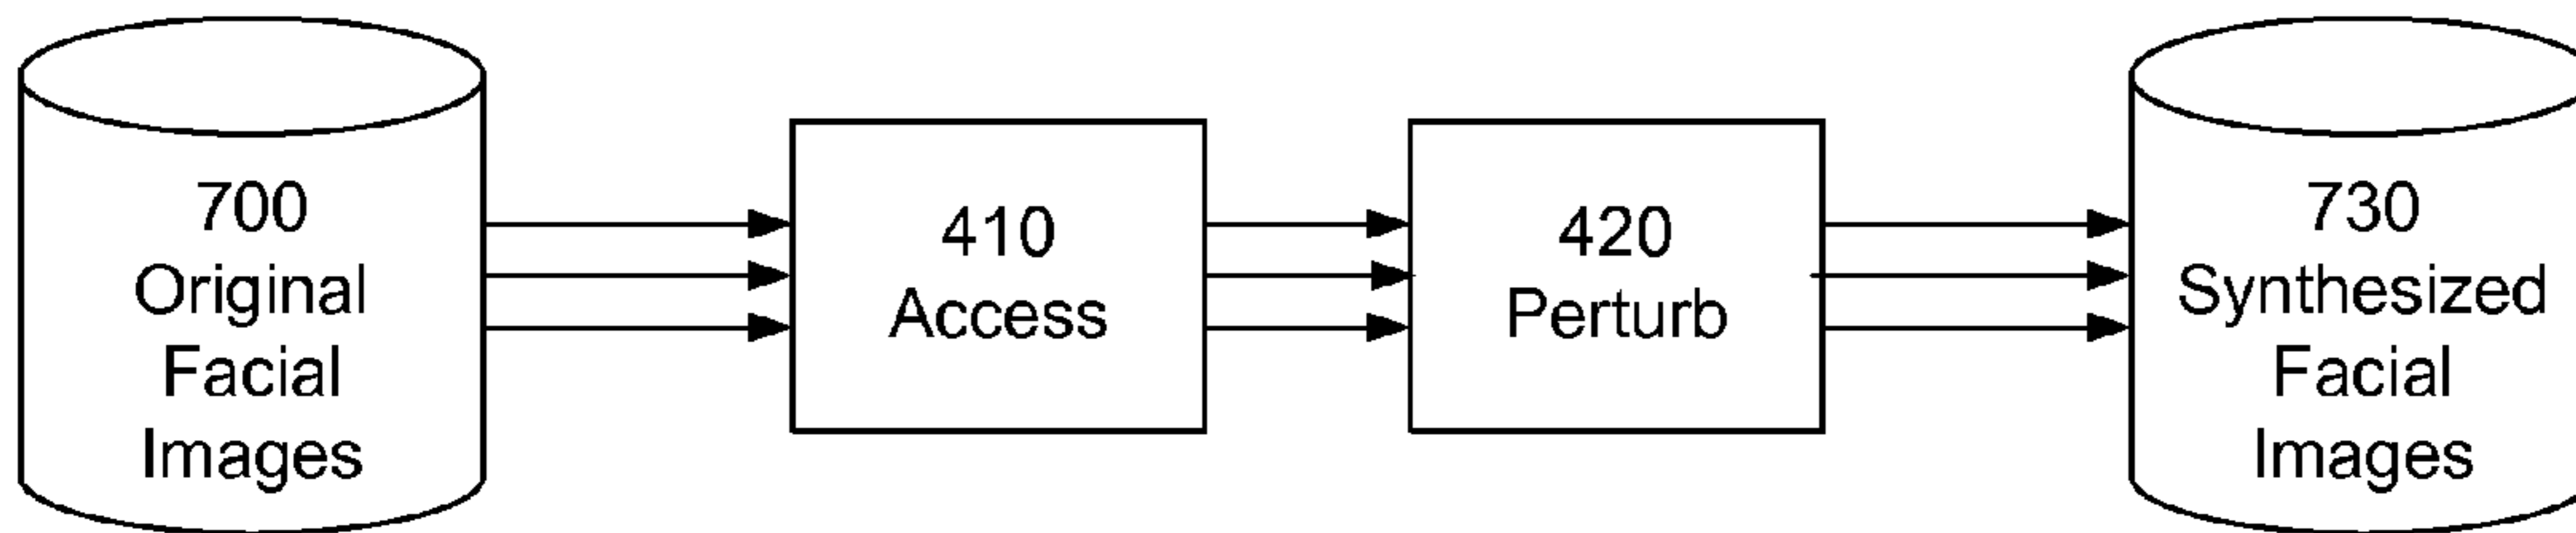 700
Original
Facial
Images
410
Access
420
Perturb
730
Synthesized
Facial
Images